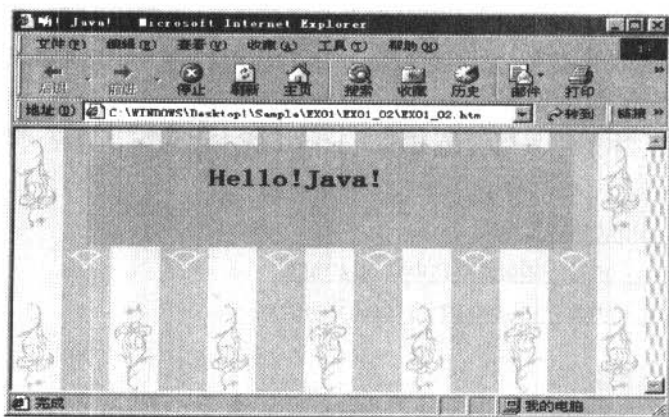 嗨! Java! Microsoft Internet Explorer
文件(F) 编辑(E) 查看(V) 收藏(A) 工具(T) 帮助(H)
后退 前进 停止 刷新 主页 搜索 收藏 历史 邮件 打印 »
地址(D) C:\WINDOWS\Desktop1\Sample\EX01\EX01_02\EX01_02.htm 转到 链接 »
Hello!Java!
完成 我的电脑